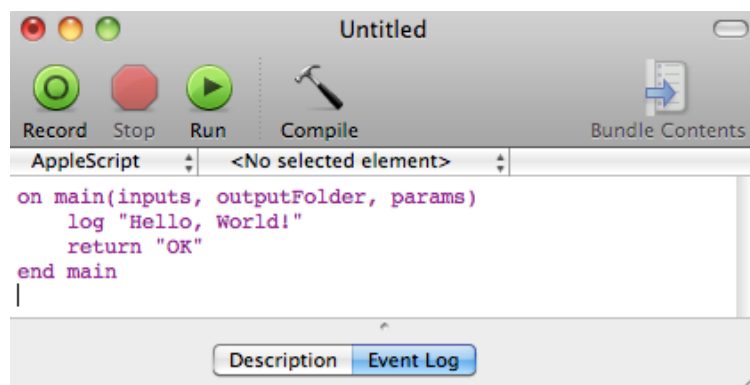 Untitled
Record Stop Run Compile Bundle Contents
AppleScript <No selected element>
on main(inputs, outputFolder, params)
    log "Hello, World!"
    return "OK"
end main
Description Event Log